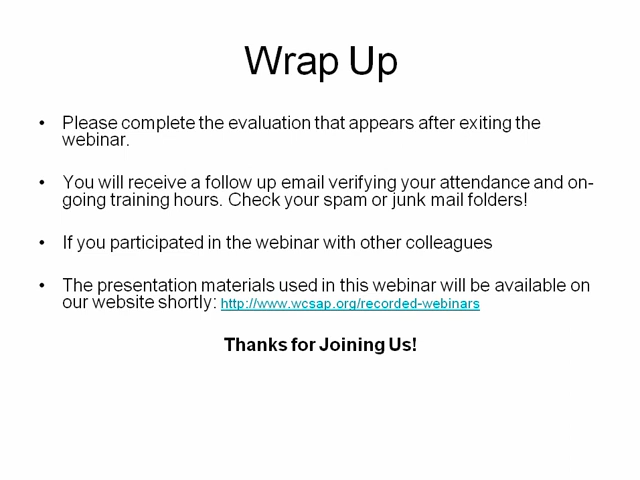 Wrap Up
• Please complete the evaluation that appears after exiting the
webinar.
• You will receive a follow up email verifying your attendance and on-
going training hours. Check your spam or junk mail folders!
• If you participated in the webinar with other colleagues
• The presentation materials used in this webinar will be available on
our website shortly: http://www.wcsap.org/recorded-webinars
Thanks for Joining Us!